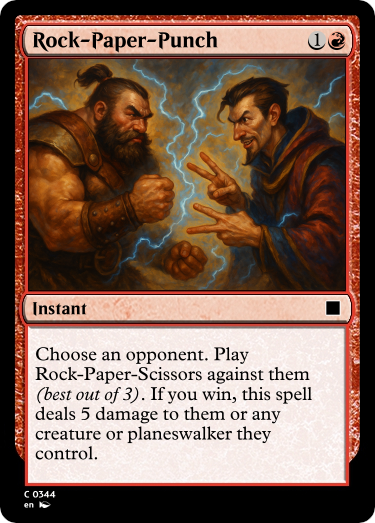 Rock-Paper-Punch 1
Instant
Choose an opponent. Play
Rock-Paper-Scissors against them
(best out of 3). If you win, this spell
deals 5 damage to them or any
creature or planeswalker they
control.
C 0344
en